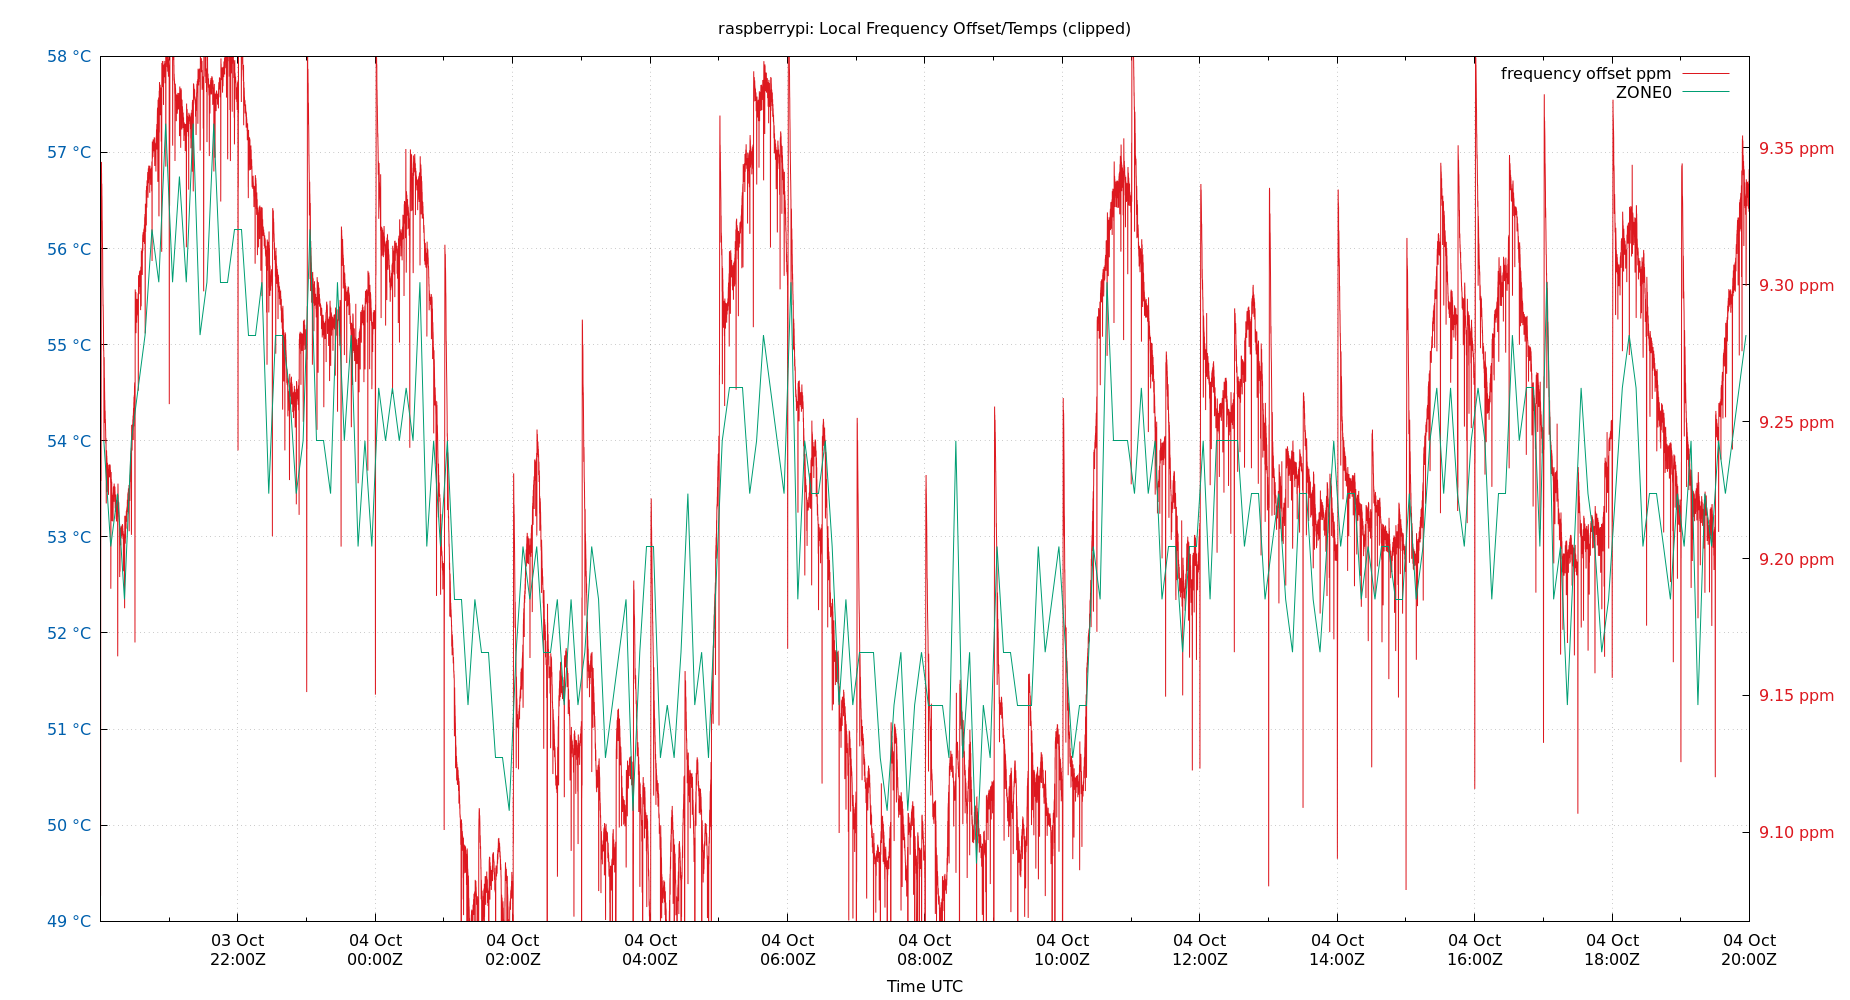 raspberrypi: Local Frequency Offset/Temps (clipped)
58 °C
57 °C
56 °C
55 °C
54 °C
53 °C
52 °C
51 °C
50 °C
49 °C
frequency offset ppm
ZONE0
9.35 ppm
9.30 ppm
9.25 ppm
9.20 ppm
9.15 ppm
9.10 ppm
03 Oct 04 Oct 04 Oct 04 Oct 04 Oct 04 Oct 04 Oct 04 Oct 04 Oct 04 Oct 04 Oct 04 Oct
22:00Z 00:00Z 02:00Z 04:00Z 06:00Z 08:00Z 10:00Z 12:00Z 14:00Z 16:00Z 18:00Z 20:00Z
Time UTC